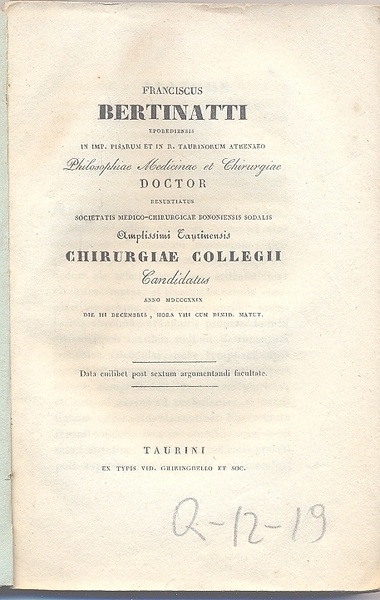 FRANCISCUS
BERTINATTI
EPOREDIENSIS
IN IMP. PISARUM ET IN R. TAURINORUM ATHENAEO
Philosophiae Medicinae et Chirurgiae
DOCTOR
RENUNTIATUS
SOCIETATIS MEDICO-CHIRURGICAE BONONIENSIS SODALIS
Amplissimi Taurinensis
CHIRURGIAE COLLEGII
Candidatus
ANNO MDCCCXXIX
DIE III DECEMBRIS, HORA VIII CUM DIMID. MATUT.
Data cuilibet post sextum argumentandi facultate.
TAURINI
EX TYPIS VID. GHIRINGHELLO ET SOC.
Q-12-19